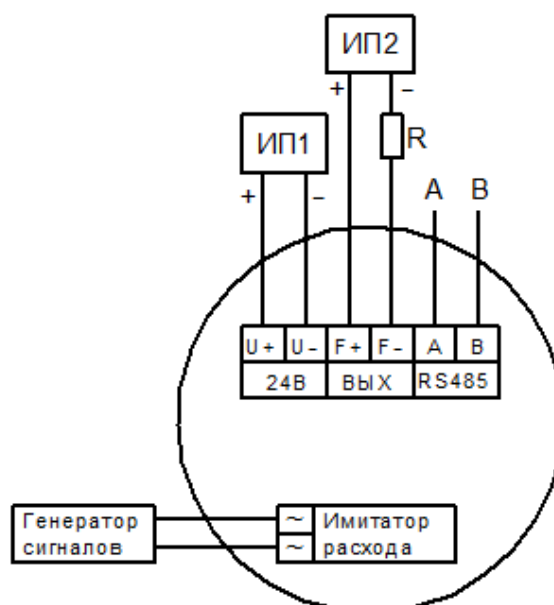 ИП2
+ −
R
ИП1
+ −
A B
U+ U- F+ F- A B
24В ВЫХ RS485
Генератор
сигналов
~ Имитатор
~ расхода